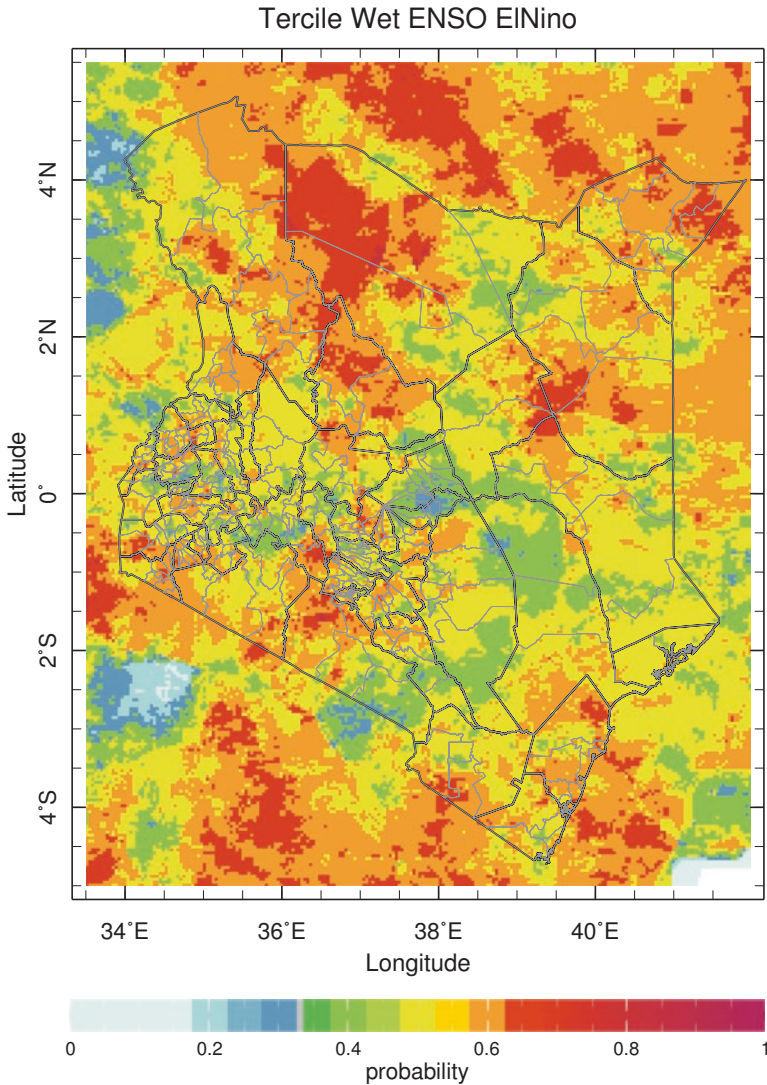 Tercile Wet ENSO ElNino
Latitude
4˚N
2˚N
0˚
2˚S
4˚S
34˚E 36˚E 38˚E 40˚E
Longitude
0 0.2 0.4 0.6 0.8 1
probability